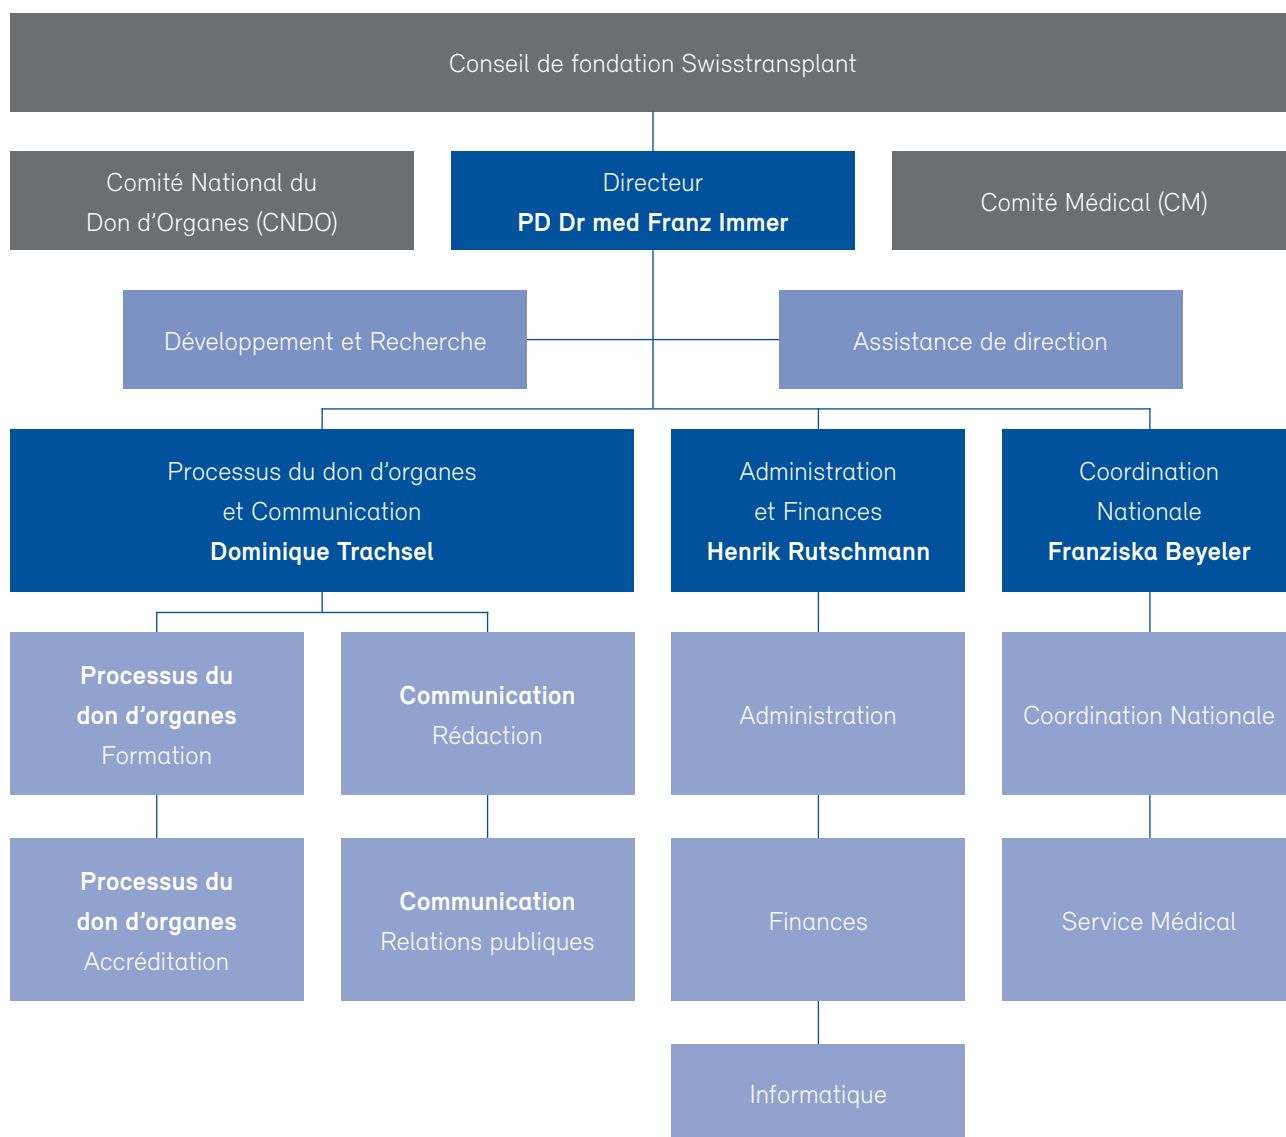 Conseil de fondation Swisstransplant
Comité National du
Don d’Organes (CNDO)
Directeur
PD Dr med Franz Immer
Comité Médical (CM)
Développement et Recherche
Assistance de direction
Processus du don d’organes
et Communication
Dominique Trachsel
Administration
et Finances
Henrik Rutschmann
Coordination
Nationale
Franziska Beyeler
Processus du
don d’organes
Formation
Communication
Rédaction
Administration
Coordination Nationale
Processus du
don d’organes
Accréditation
Communication
Relations publiques
Finances
Service Médical
Informatique